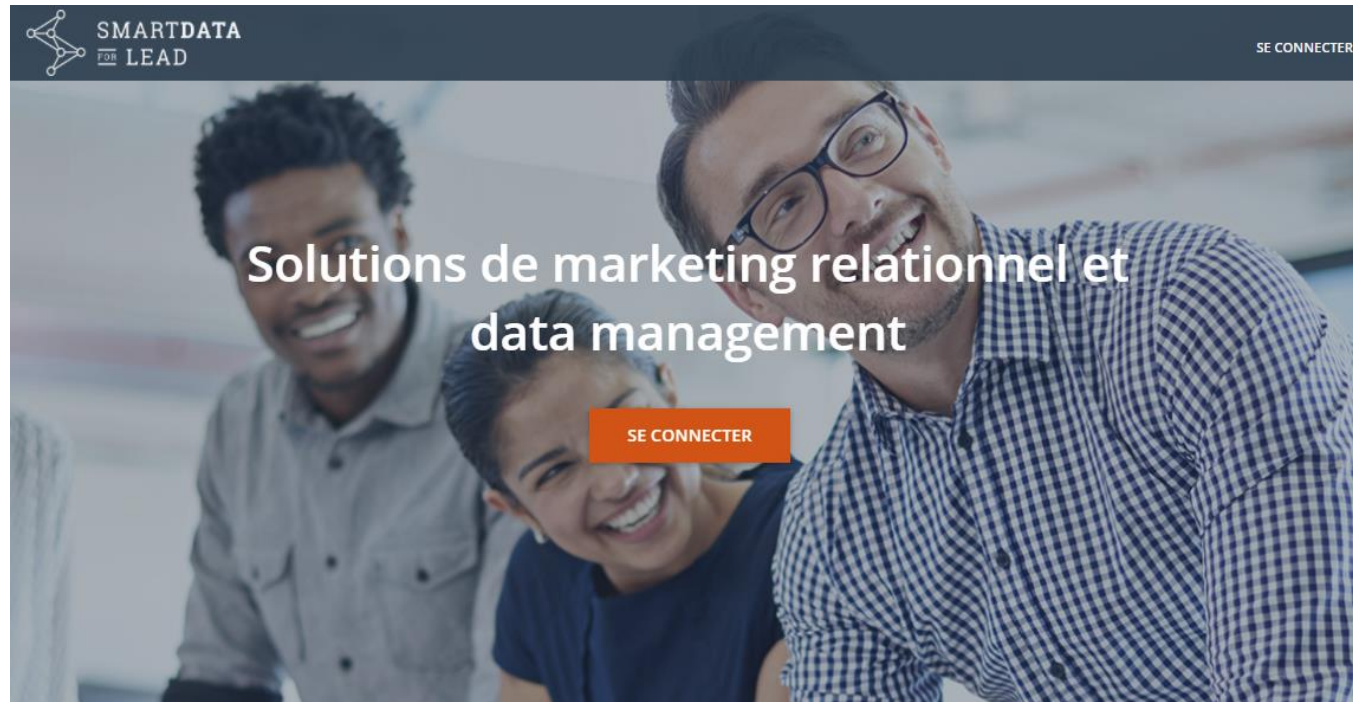 SMARTDATA
FOR LEAD
SE CONNECTER
Solutions de marketing relationnel et
data management
SE CONNECTER